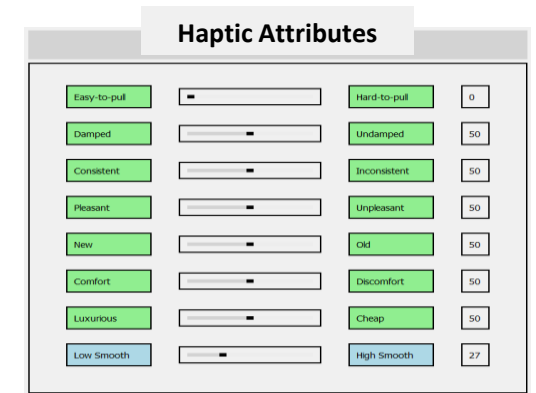 Haptic Attributes
Easy-to-pull Hard-to-pull 0
Damped Undamped 50
Consistent Inconsistent 50
Pleasant Unpleasant 50
New Old 50
Comfort Discomfort 50
Luxurious Cheap 50
Low Smooth High Smooth 27